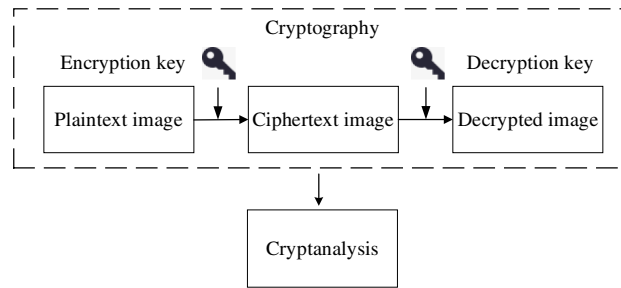 Cryptography
Encryption key
Decryption key
Plaintext image
Ciphertext image
Decrypted image
Cryptanalysis